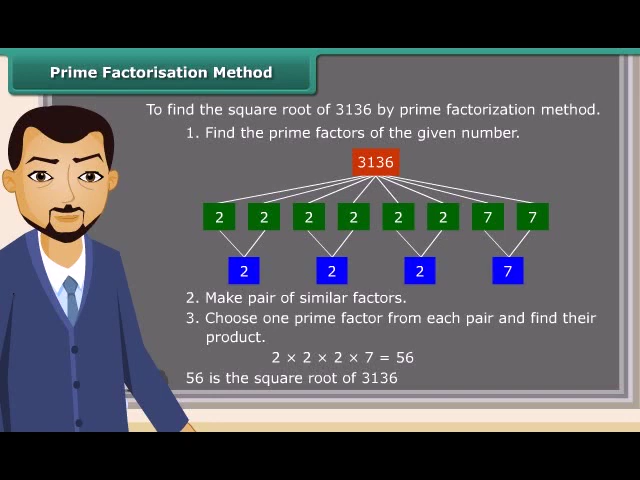 Prime Factorisation Method
To find the square root of 3136 by prime factorization method.
1. Find the prime factors of the given number.
3136
2 2 2 2 2 2 7 7
2 2 2 7
2. Make pair of similar factors.
3. Choose one prime factor from each pair and find their
product.
2 × 2 × 2 × 7 = 56
56 is the square root of 3136